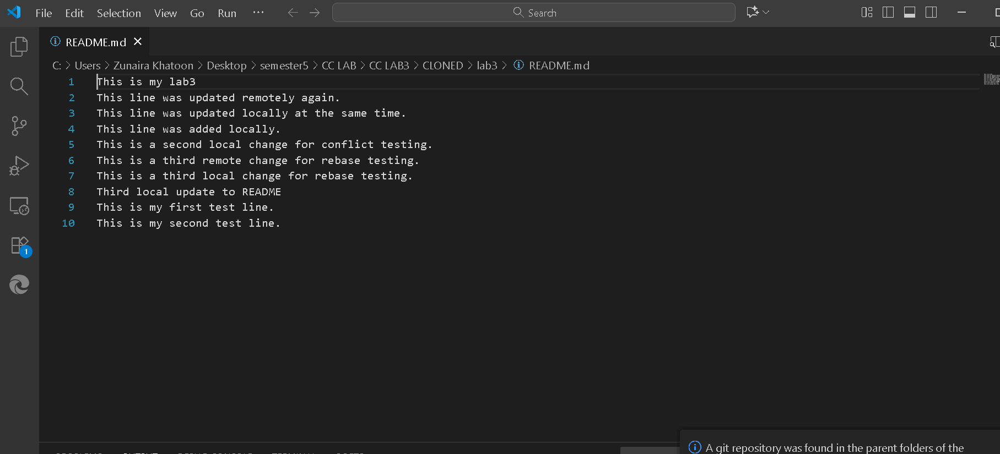 File Edit Selection View Go Run ··· Search
README.md
C: > Users > Zunaira Khatoon > Desktop > semester5 > CC LAB > CC LAB3 > CLONED > lab3 > README.md
1 This is my lab3
2 This line was updated remotely again.
3 This line was updated locally at the same time.
4 This line was added locally.
5 This is a second local change for conflict testing.
6 This is a third remote change for rebase testing.
7 This is a third local change for rebase testing.
8 Third local update to README
9 This is my first test line.
10 This is my second test line.
1
A git repository was found in the parent folders of the